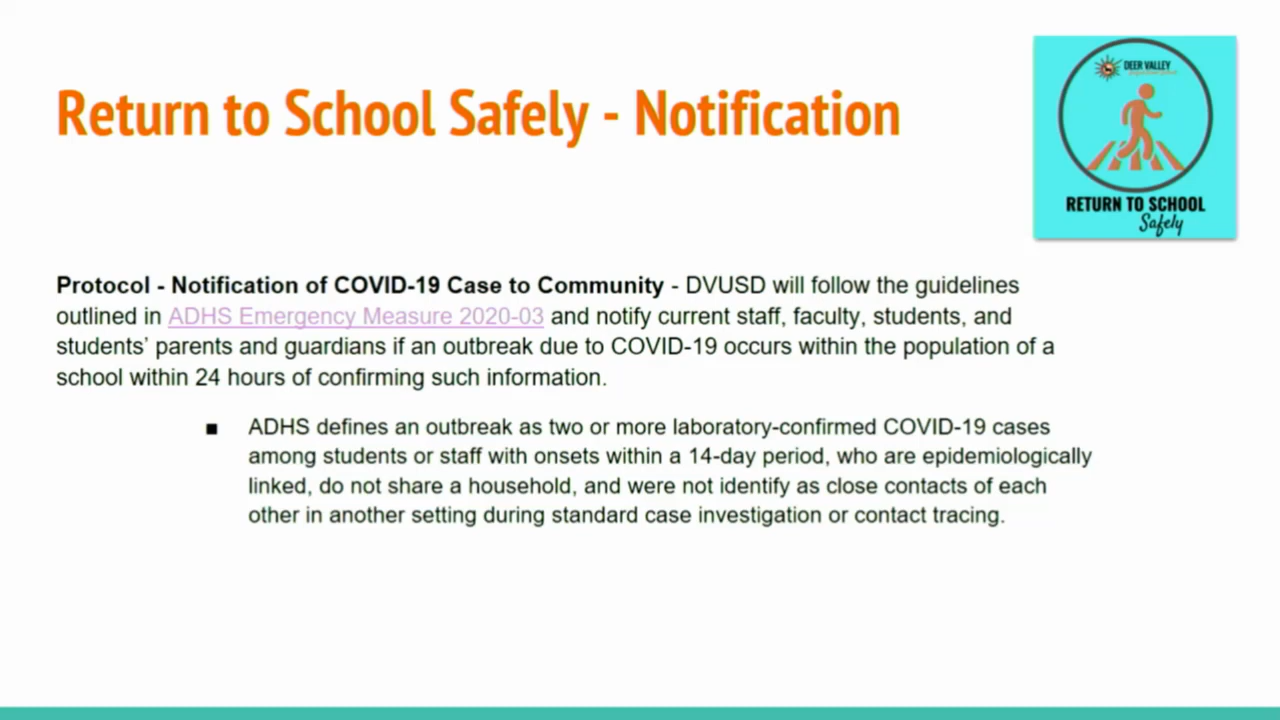 Return to School Safely - Notification
DEER VALLEY
RETURN TO SCHOOL
Safely
Protocol - Notification of COVID-19 Case to Community - DVUSD will follow the guidelines
outlined in ADHS Emergency Measure 2020-03 and notify current staff, faculty, students, and
students’ parents and guardians if an outbreak due to COVID-19 occurs within the population of a
school within 24 hours of confirming such information.
■ ADHS defines an outbreak as two or more laboratory-confirmed COVID-19 cases
among students or staff with onsets within a 14-day period, who are epidemiologically
linked, do not share a household, and were not identify as close contacts of each
other in another setting during standard case investigation or contact tracing.